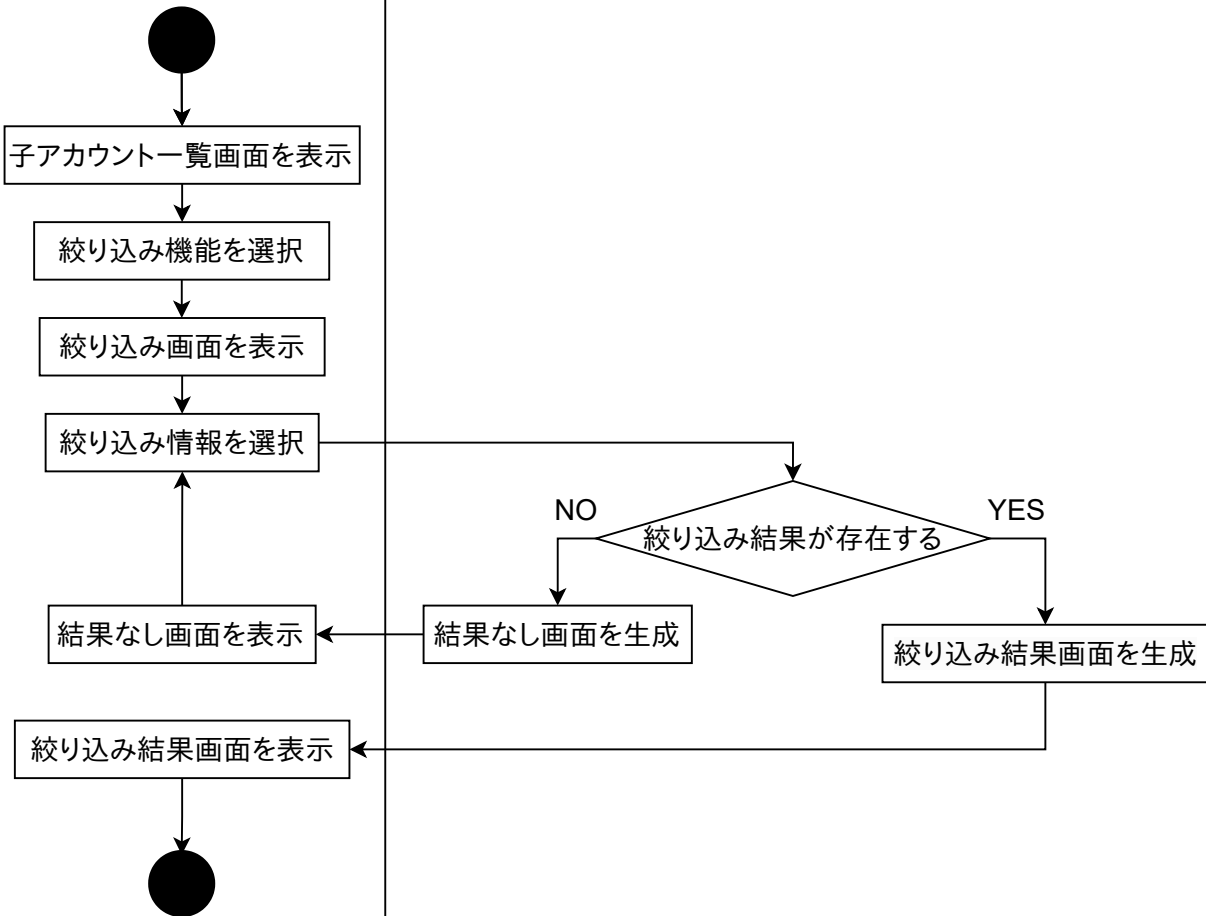 子アカウント一覧画面を表示
絞り込み機能を選択
絞り込み画面を表示
絞り込み情報を選択
NO
YES
絞り込み結果が存在する
結果なし画面を表示
結果なし画面を生成
絞り込み結果画面を生成
絞り込み結果画面を表示